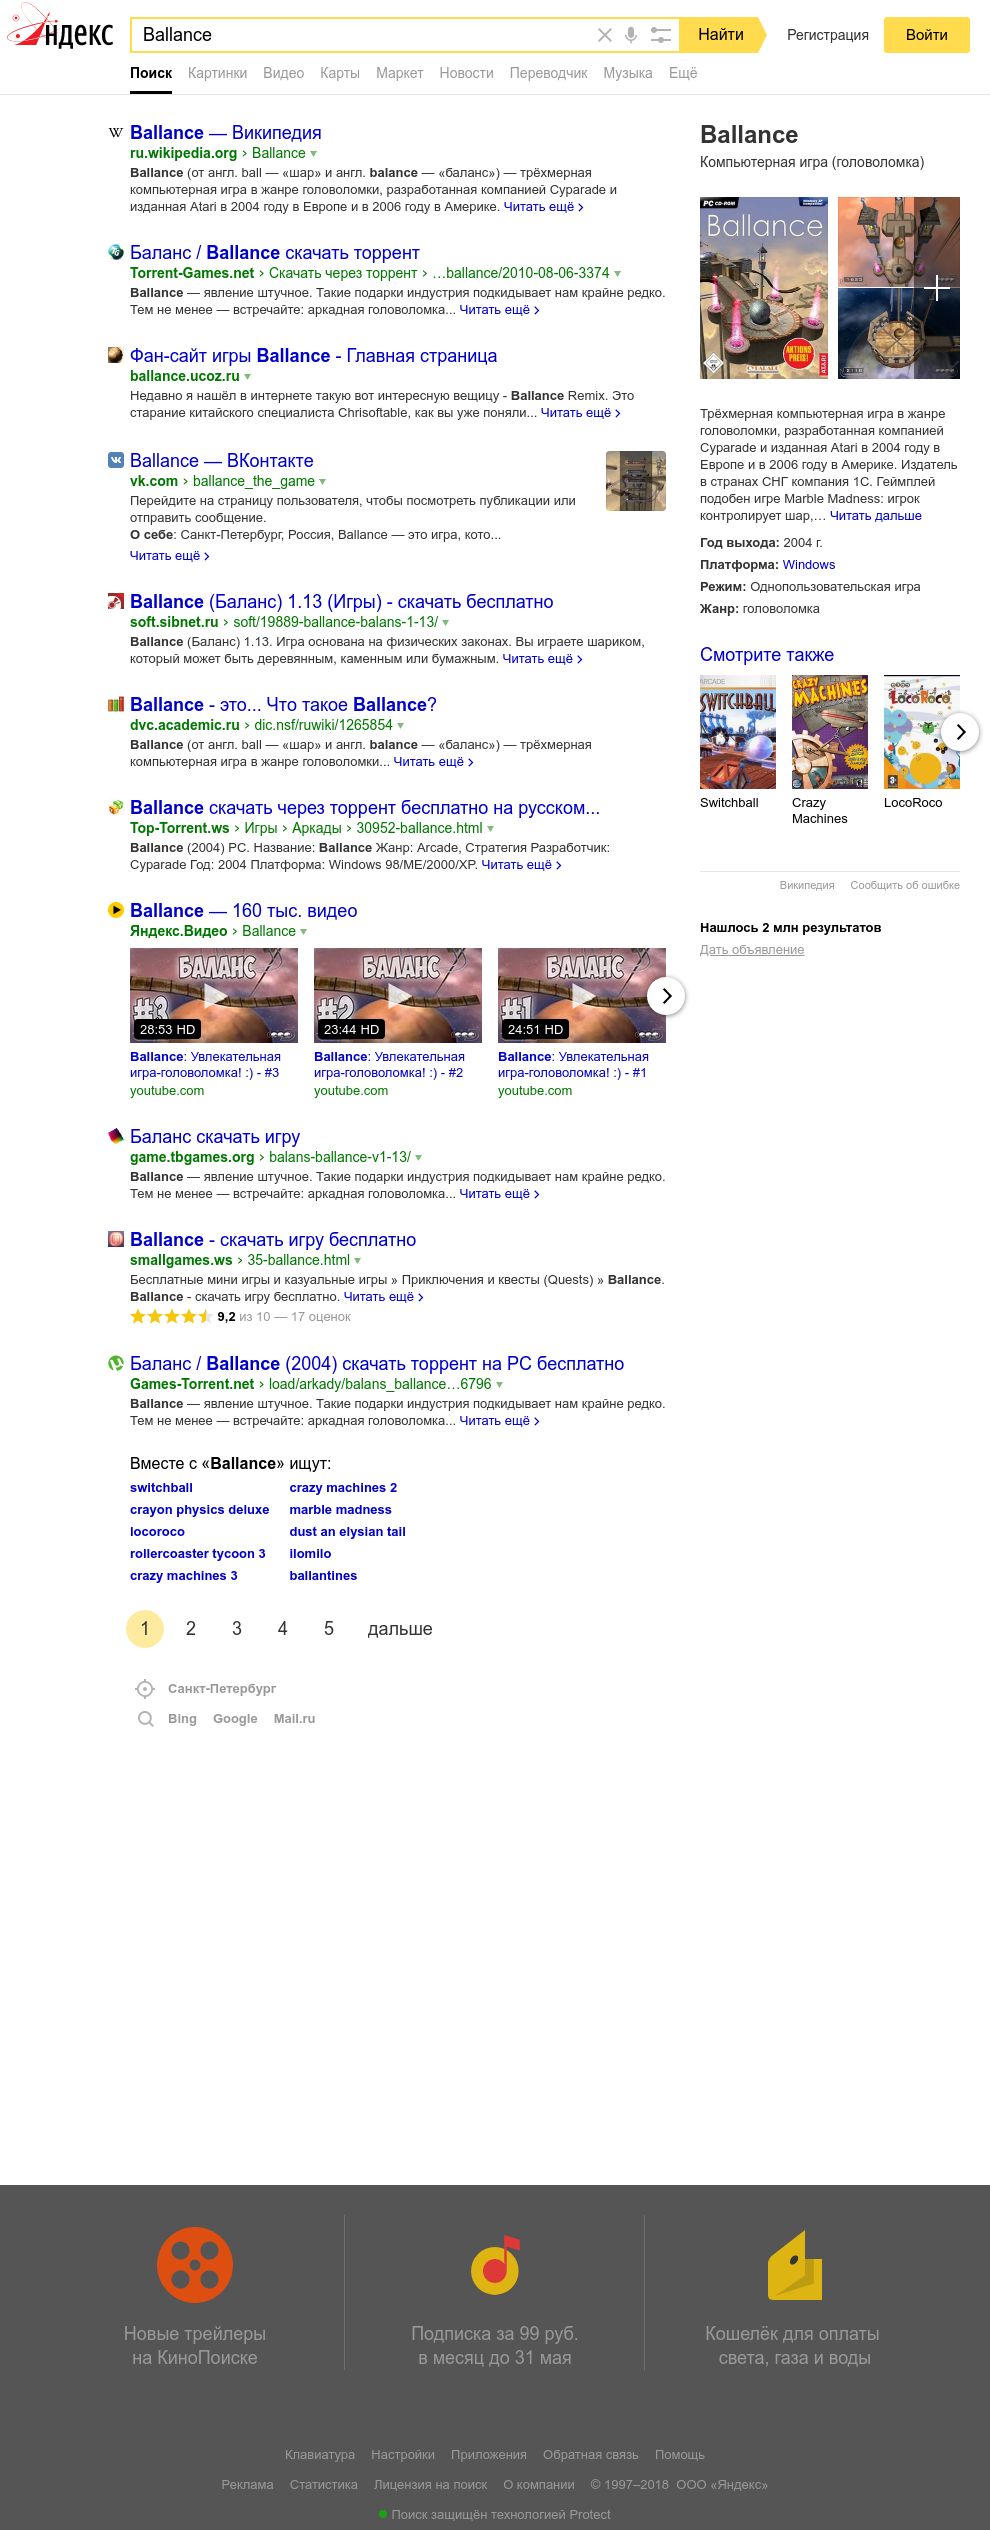 Яндекс
Ballance
Найти
Регистрация
Войти
Поиск Картинки Видео Карты Маркет Новости Переводчик Музыка Ещё
Ballance — Википедия
ru.wikipedia.org › Ballance
Ballance (от англ. ball — «шар» и англ. balance — «баланс») — трёхмерная
компьютерная игра в жанре головоломки, разработанная компанией Cyparade и
изданная Atari в 2004 году в Европе и в 2006 году в Америке. Читать ещё ›
Баланс / Ballance скачать торрент
Torrent-Games.net › Скачать через торрент › …ballance/2010-08-06-3374
Ballance — явление штучное. Такие подарки индустрия подкидывает нам крайне редко.
Тем не менее — встречайте: аркадная головоломка... Читать ещё ›
Фан-сайт игры Ballance - Главная страница
ballance.ucoz.ru
Недавно я нашёл в интернете такую вот интересную вещицу - Ballance Remix. Это
старание китайского специалиста Chrisoftable, как вы уже поняли... Читать ещё ›
Ballance — ВКонтакте
vk.com › ballance_the_game
Перейдите на страницу пользователя, чтобы посмотреть публикации или
отправить сообщение.
О себе: Санкт-Петербург, Россия, Ballance — это игра, кото...
Читать ещё ›
Ballance (Баланс) 1.13 (Игры) - скачать бесплатно
soft.sibnet.ru › soft/19889-ballance-balans-1-13/
Ballance (Баланс) 1.13. Игра основана на физических законах. Вы играете шариком,
который может быть деревянным, каменным или бумажным. Читать ещё ›
Ballance - это... Что такое Ballance?
dvc.academic.ru › dic.nsf/ruwiki/1265854
Ballance (от англ. ball — «шар» и англ. balance — «баланс») — трёхмерная
компьютерная игра в жанре головоломки... Читать ещё ›
Ballance скачать через торрент бесплатно на русском...
Top-Torrent.ws › Игры › Аркады › 30952-ballance.html
Ballance (2004) PC. Название: Ballance Жанр: Arcade, Стратегия Разработчик:
Cyparade Год: 2004 Платформа: Windows 98/ME/2000/XP. Читать ещё ›
Ballance — 160 тыс. видео
Яндекс.Видео › Ballance
БАЛАНС
#3
28:53 HD
БАЛАНС
#2
23:44 HD
БАЛАНС
#1
24:51 HD
Ballance: Увлекательная
игра-головоломка! :) - #3
youtube.com
Ballance: Увлекательная
игра-головоломка! :) - #2
youtube.com
Ballance: Увлекательная
игра-головоломка! :) - #1
youtube.com
Баланс скачать игру
game.tbgames.org › balans-ballance-v1-13/
Ballance — явление штучное. Такие подарки индустрия подкидывает нам крайне редко.
Тем не менее — встречайте: аркадная головоломка... Читать ещё ›
Ballance - скачать игру бесплатно
smallgames.ws › 35-ballance.html
Бесплатные мини игры и казуальные игры » Приключения и квесты (Quests) » Ballance.
Ballance - скачать игру бесплатно. Читать ещё ›
9,2 из 10 — 17 оценок
Баланс / Ballance (2004) скачать торрент на PC бесплатно
Games-Torrent.net › load/arkady/balans_ballance…6796
Ballance — явление штучное. Такие подарки индустрия подкидывает нам крайне редко.
Тем не менее — встречайте: аркадная головоломка... Читать ещё ›
Вместе с «Ballance» ищут:
switchball crazy machines 2
crayon physics deluxe marble madness
locoroco dust an elysian tail
rollercoaster tycoon 3 ilomilo
crazy machines 3 ballantines
1 2 3 4 5 дальше
Санкт-Петербург
Bing Google Mail.ru
Ballance
Компьютерная игра (головоломка)
PC CD-ROM
Ballance
AKTIONS
PREIS!
ATARI
Трёхмерная компьютерная игра в жанре
головоломки, разработанная компанией
Cyparade и изданная Atari в 2004 году в
Европе и в 2006 году в Америке. Издатель
в странах СНГ компания 1С. Геймплей
подобен игре Marble Madness: игрок
контролирует шар,… Читать дальше
Год выхода: 2004 г.
Платформа: Windows
Режим: Однопользовательская игра
Жанр: головоломка
Смотрите также
ARCADE
SWITCHBALL
CRAZY
MACHINES
LocoRoco
Switchball
Crazy
Machines
LocoRoco
Википедия Сообщить об ошибке
Нашлось 2 млн результатов
Дать объявление
Новые трейлеры
на КиноПоиске
Подписка за 99 руб.
в месяц до 31 мая
Кошелёк для оплаты
света, газа и воды
Клавиатура Настройки Приложения Обратная связь Помощь
Реклама Статистика Лицензия на поиск О компании © 1997–2018 ООО «Яндекс»
Поиск защищён технологией Protect